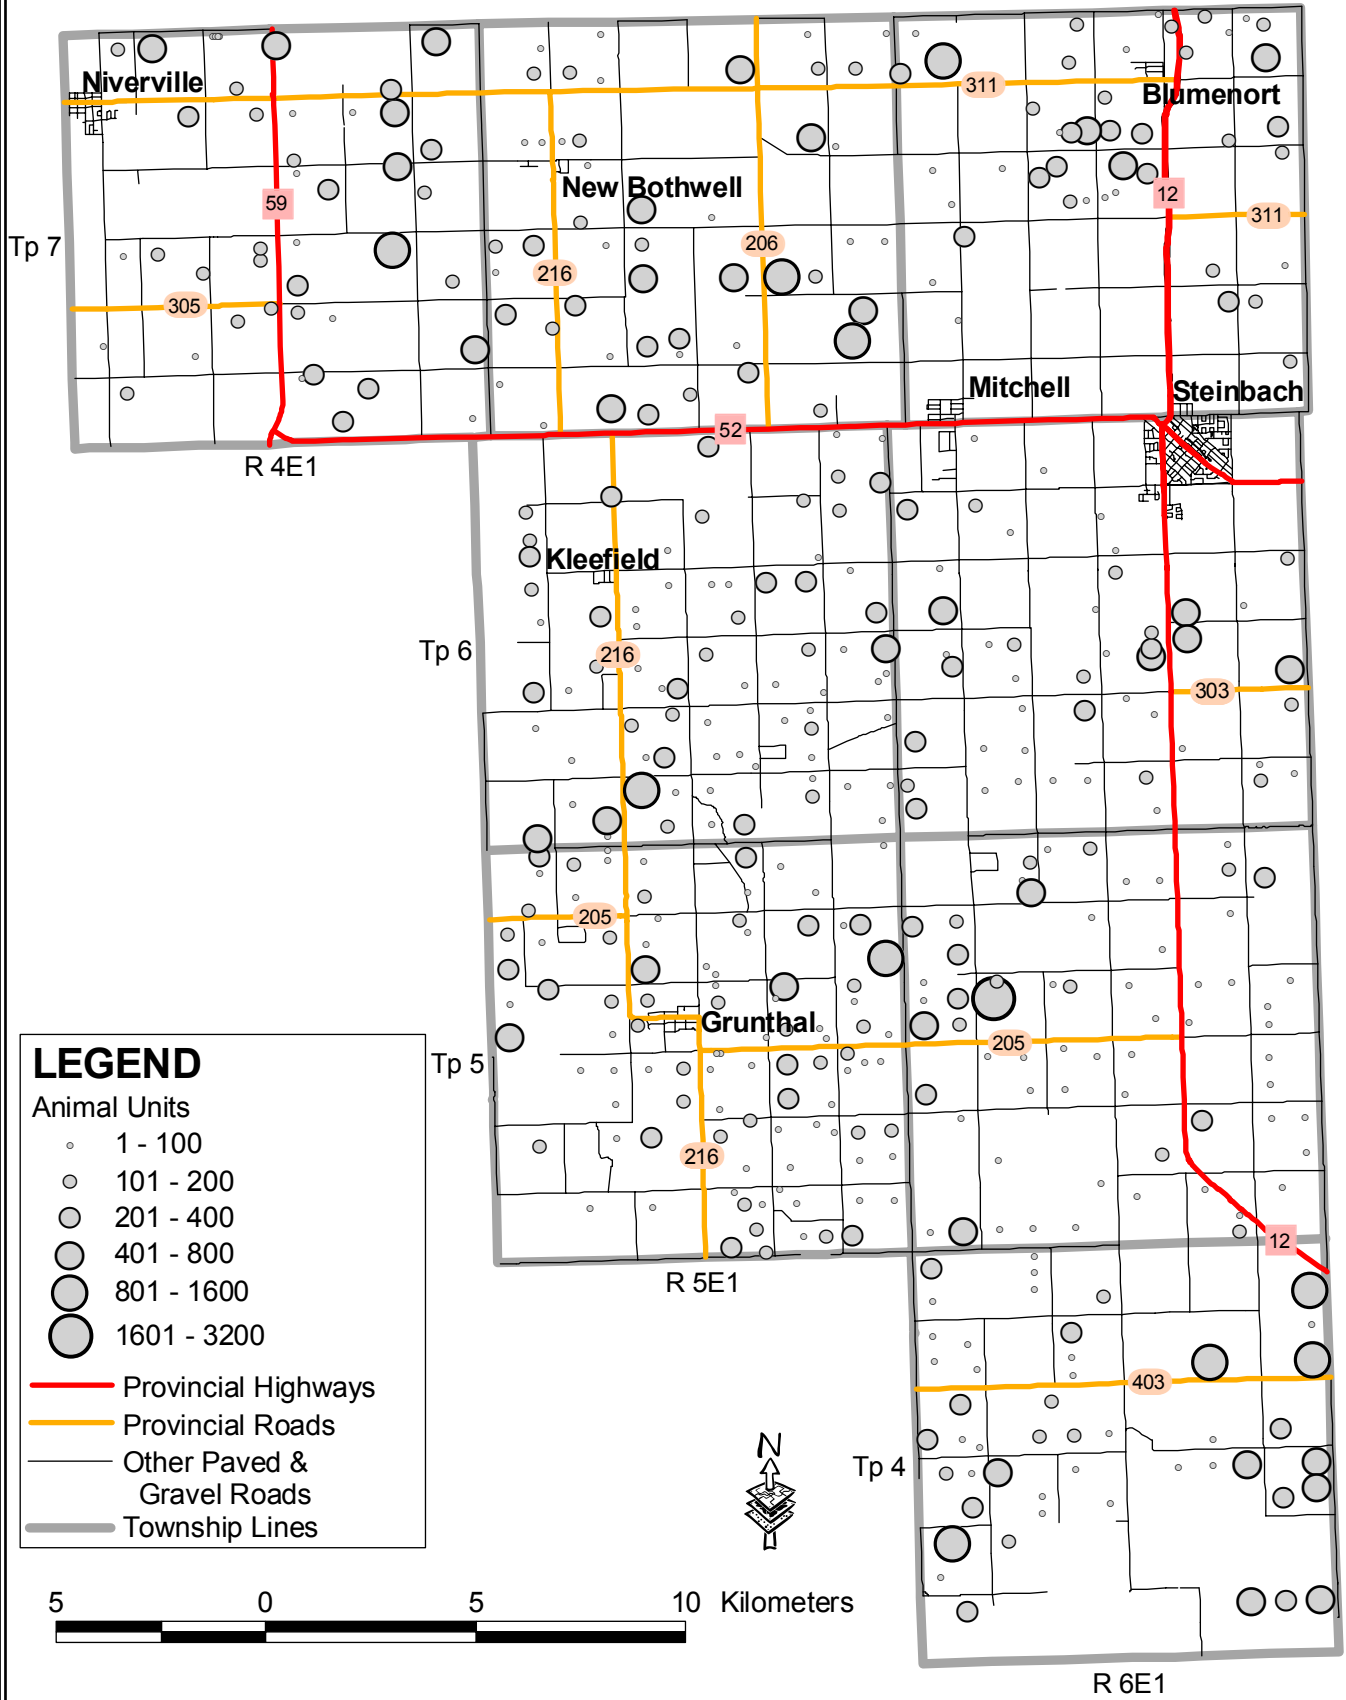 Niverville
Blumenort
311
New Bothwell
59
12
311
206
Tp 7
216
305
Mitchell
Steinbach
52
R 4E1
Kleefield
Tp 6
216
303
205
Grunthal
205
Tp 5
216
12
R 5E1
403
Tp 4
R 6E1
LEGEND
Animal Units
1 - 100
101 - 200
201 - 400
401 - 800
801 - 1600
1601 - 3200
Provincial Highways
Provincial Roads
Other Paved &
Gravel Roads
Township Lines
N
5 0 5 10 Kilometers